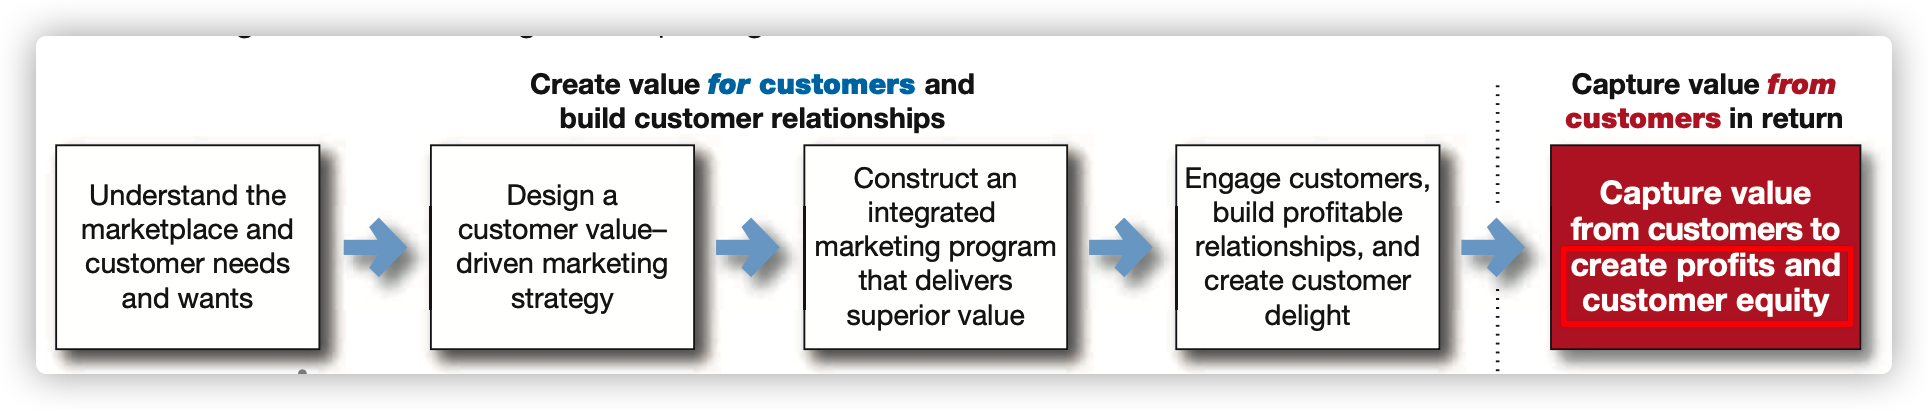 Create value for customers and
build customer relationships
Capture value from
customers in return
Understand the
marketplace and
customer needs
and wants
Design a
customer value–
driven marketing
strategy
Construct an
integrated
marketing program
that delivers
superior value
Engage customers,
build profitable
relationships, and
create customer
delight
Capture value
from customers to
create profits and
customer equity